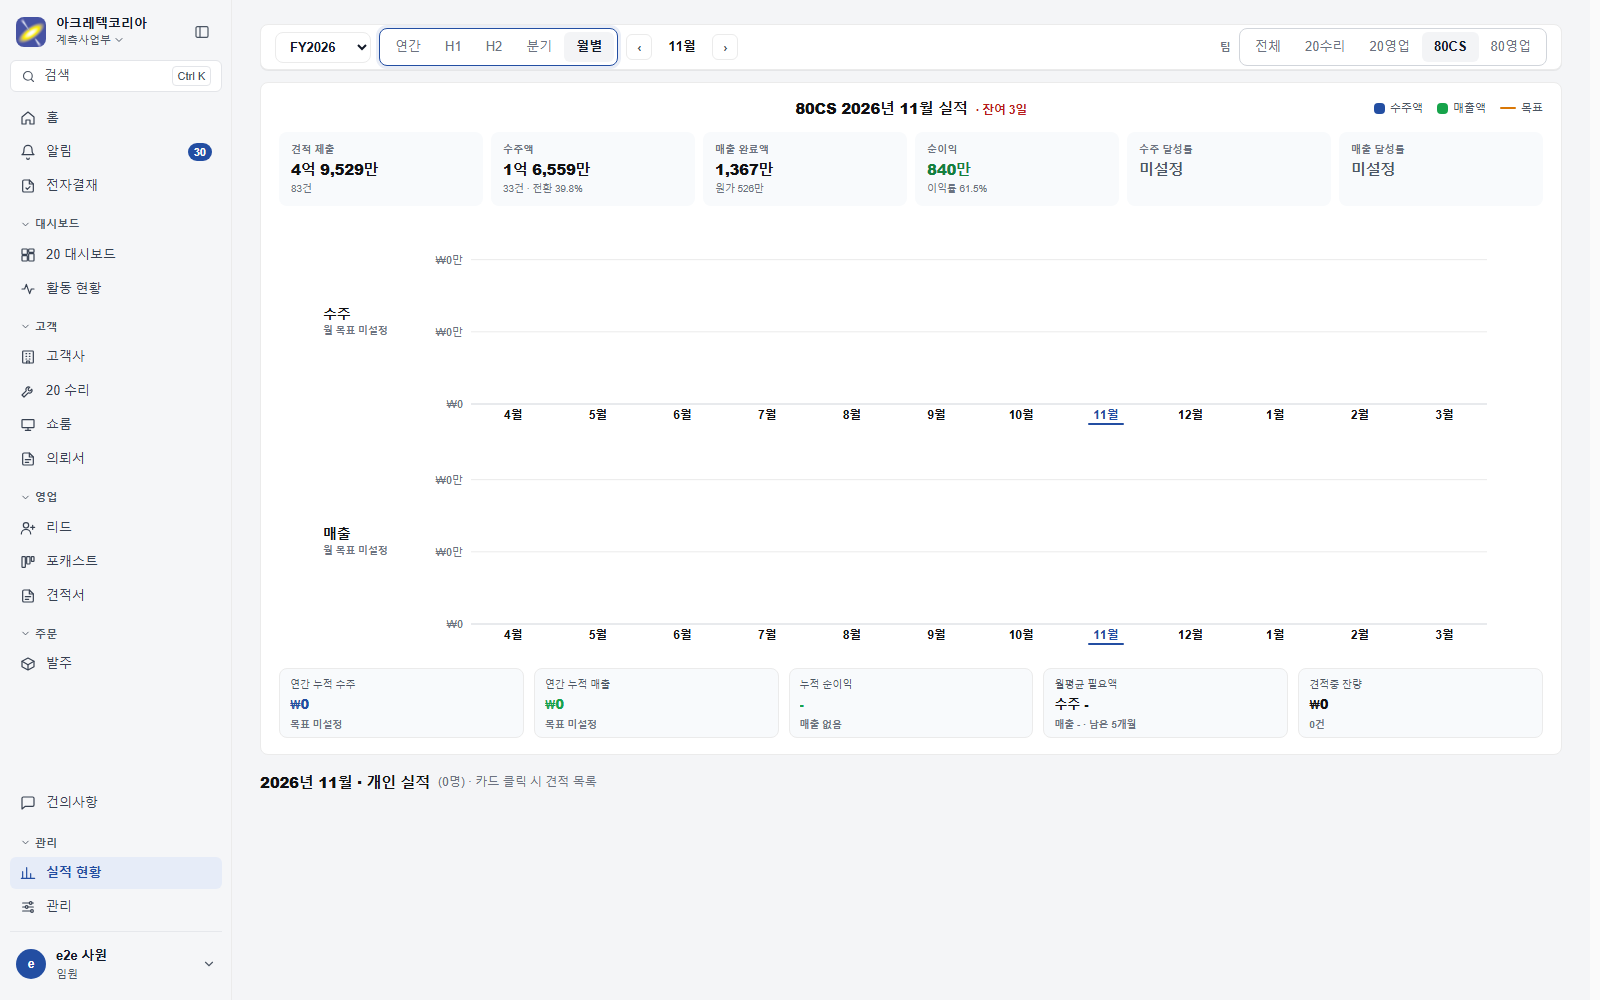 아크레텍코리아
계측사업부
검색
Ctrl K
홈
알림
30
전자결재
대시보드
20 대시보드
활동 현황
고객
고객사
20 수리
쇼룸
의뢰서
영업
리드
포캐스트
견적서
주문
발주
건의사항
관리
실적 현황
관리
e
e2e 사원
임원
FY2026
연간 H1 H2 분기 월별
‹ 11월 ›
팀
전체 20수리 20영업 80CS 80영업
80CS 2026년 11월 실적 · 잔여 3일
수주액 매출액 목표
견적 제출
4억 9,529만
83건
수주액
1억 6,559만
33건 · 전환 39.8%
매출 완료액
1,367만
원가 526만
순이익
840만
이익률 61.5%
수주 달성률
미설정
매출 달성률
미설정
수주
월 목표 미설정
₩0만
₩0만
₩0
4월 5월 6월 7월 8월 9월 10월 11월 12월 1월 2월 3월
매출
월 목표 미설정
₩0만
₩0만
₩0
4월 5월 6월 7월 8월 9월 10월 11월 12월 1월 2월 3월
연간 누적 수주
₩0
목표 미설정
연간 누적 매출
₩0
목표 미설정
누적 순이익
-
매출 없음
월평균 필요액
수주 -
매출 - · 남은 5개월
견적중 잔량
₩0
0건
2026년 11월 · 개인 실적 (0명) · 카드 클릭 시 견적 목록